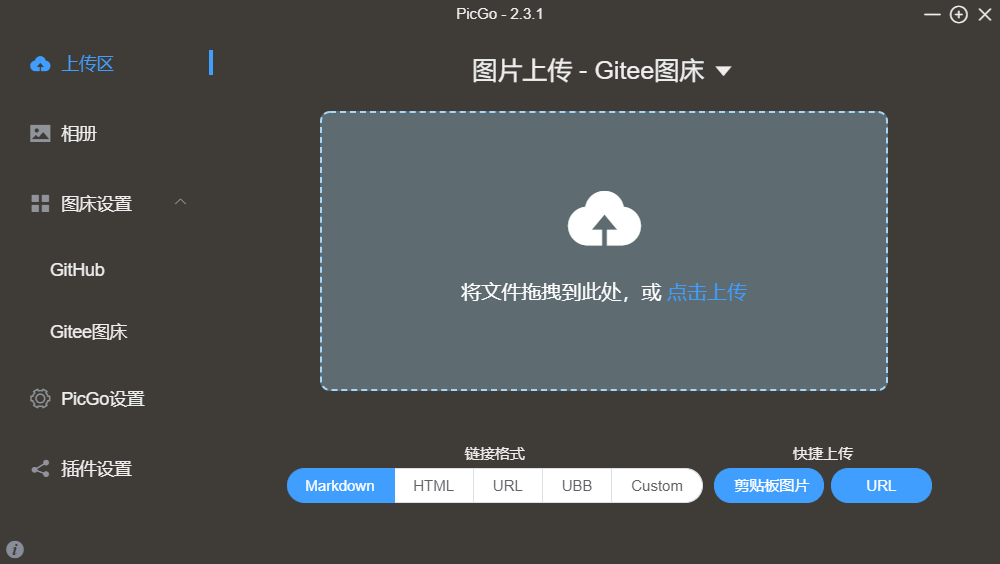 PicGo - 2.3.1
上传区
相册
图床设置
GitHub
Gitee图床
PicGo设置
插件设置
图片上传 - Gitee图床
将文件拖拽到此处，或 点击上传
链接格式
Markdown HTML URL UBB Custom
快捷上传
剪贴板图片 URL
i